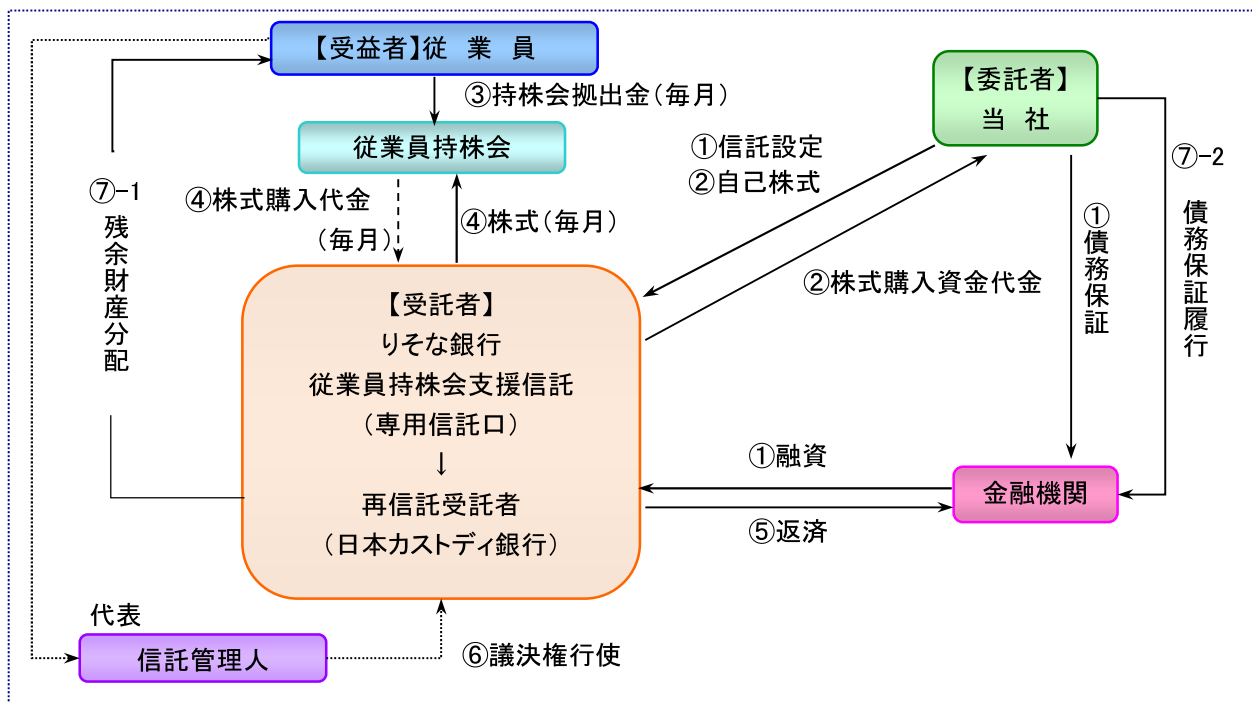 【受益者】従　業　員
③持株会拠出金（毎月）
従業員持株会
【委託者】
当　社
①信託設定
②自己株式
⑦-2
債務保証履行
①債務保証
⑦-1
残余財産分配
④株式購入代金
（毎月）
④株式（毎月）
②株式購入資金代金
【受託者】
りそな銀行
従業員持株会支援信託
（専用信託口）
↓
再信託受託者
（日本カストディ銀行）
①融資
金融機関
⑤返済
代表
信託管理人
⑥議決権行使